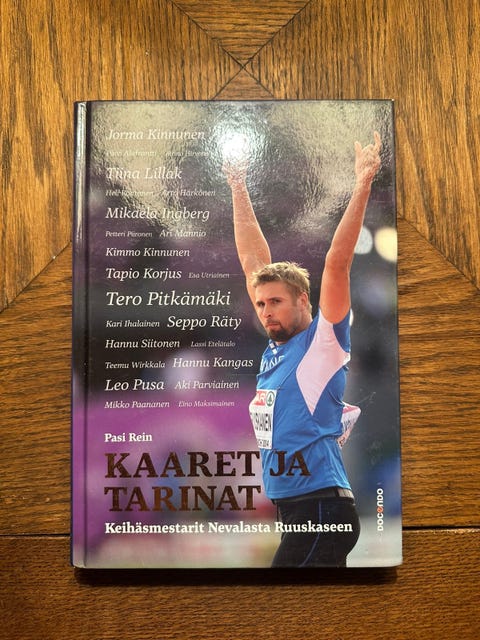 Jorma Kinnunen
Päivi Alafrantti
Tiina Lillak
Heli Rantanen Arto Härkönen
Mikaela Ingberg
Petteri Piironen Ari Mannio
Kimmo Kinnunen
Tapio Korjus Esa Utriainen
Tero Pitkämäki
Kari Ihalainen Seppo Räty
Hannu Siitonen Lassi Etelätalo
Teemu Wirkkala Hannu Kangas
Leo Pusa Aki Parviainen
Mikko Paananen Eino Maksimainen
Pasi Rein
KAARET JA
TARINAT
Keihäsmestarit Nevalasta Ruuskaseen
DOCENDO